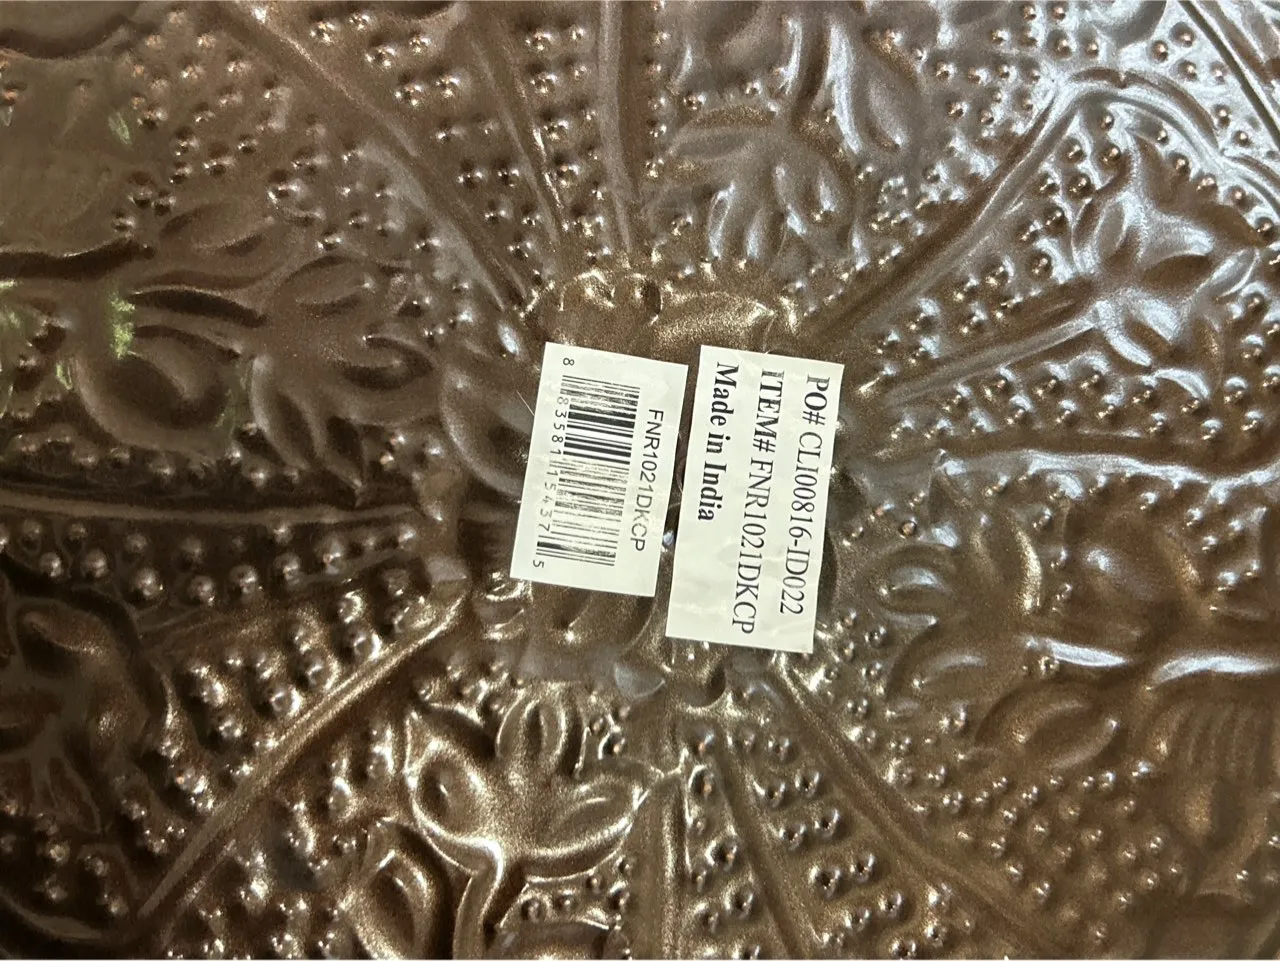 FNR1021DKCP
8 83581 15437 5
PO# CLI00816-ID022
ITEM# FNR1021DKCP
Made in India